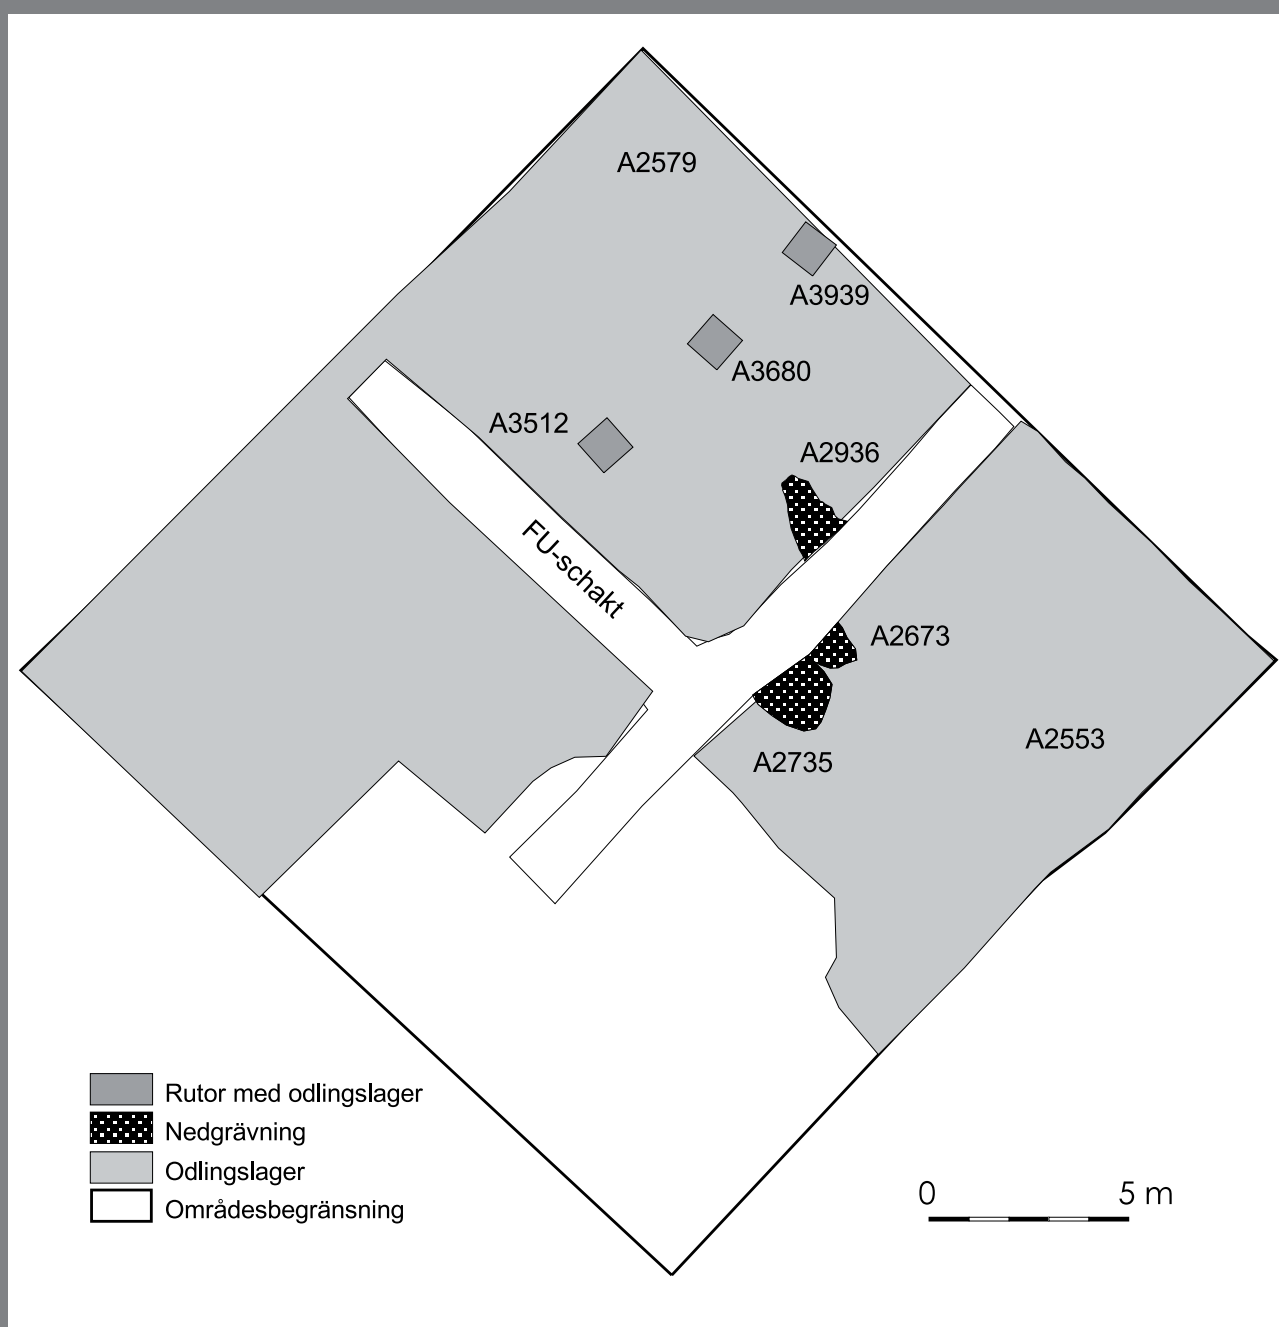 A2579
A3939
A3680
A3512
A2936
FU-schakt
A2673
A2553
A2735
Rutor med odlingslager
Nedgrävning
Odlingslager
Områdesbegränsning
0 5 m